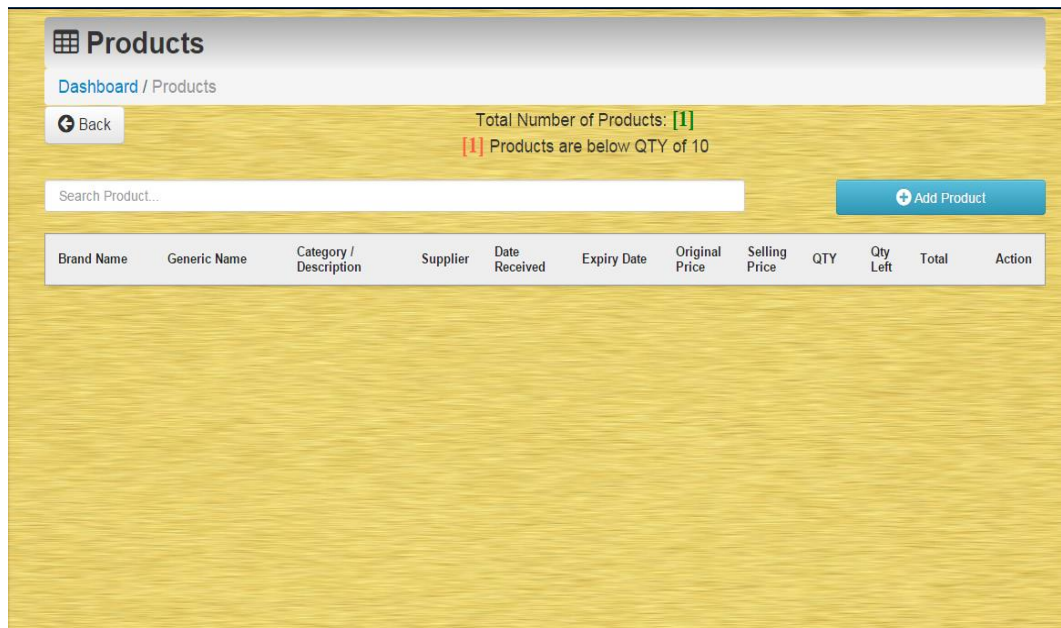 Products
Dashboard / Products
Back
Total Number of Products: [1]
[1] Products are below QTY of 10
Search Product...
Add Product
Brand Name Generic Name Category / Description Supplier Date Received Expiry Date Original Price Selling Price QTY Qty Left Total Action